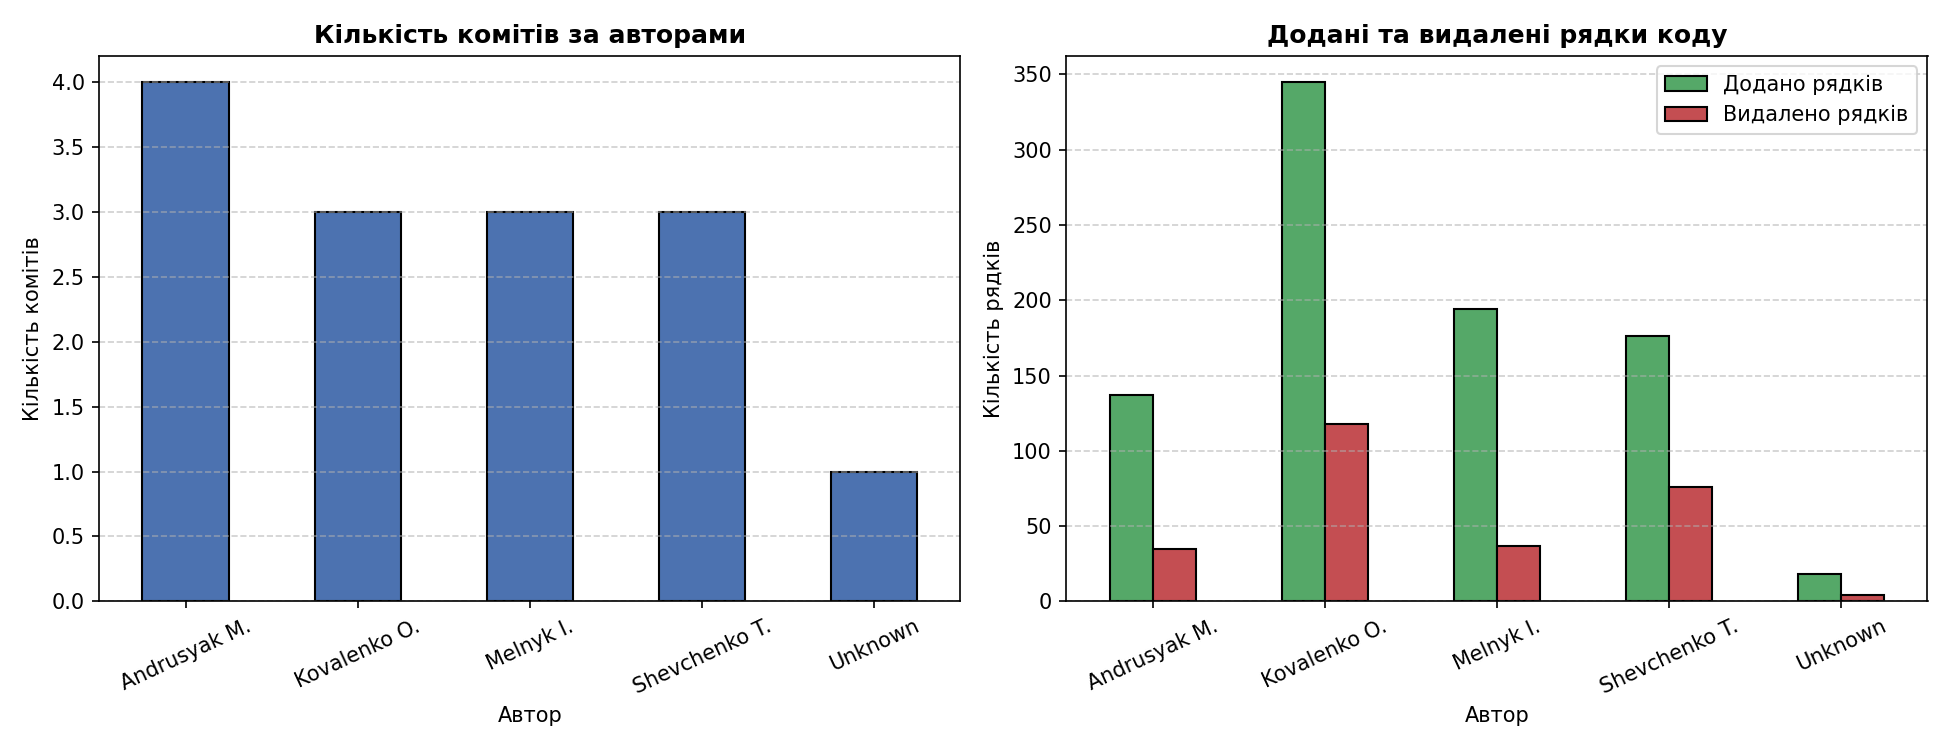 Кількість комітів за авторами
Кількість комітів
4.0
3.5
3.0
2.5
2.0
1.5
1.0
0.5
0.0
Andrusyak M.
Kovalenko O.
Melnyk I.
Shevchenko T.
Unknown
Автор
Додані та видалені рядки коду
Додано рядків
Видалено рядків
Кількість рядків
350
300
250
200
150
100
50
0
Andrusyak M.
Kovalenko O.
Melnyk I.
Shevchenko T.
Unknown
Автор